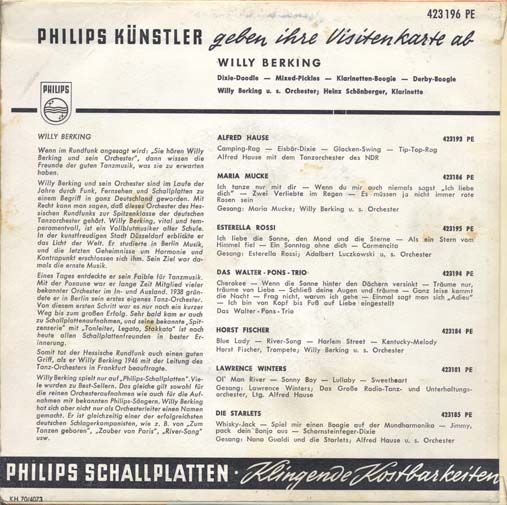 423196 PE
PHILIPS KÜNSTLER geben ihre Visitenkarte ab
WILLY BERKING
Dixie-Doodle — Mixed-Pickles — Klarinetten-Boogie — Derby-Boogie
Willy Berking u. s. Orchester; Heinz Schönberger, Klarinette
PHILIPS
WILLY BERKING
Wenn im Rundfunk angesagt wird: „Sie hören Willy
Berking und sein Orchester", dann wissen die
Freunde der guten Tanzmusik, was sie zu erwarten
haben.
Willy Berking und sein Orchester sind im Laufe der
Jahre durch Funk, Fernsehen und Schallplatten zu
einem Begriff in ganz Deutschland geworden. Mit
Recht kann man sagen, daß dieses Orchester des Hes-
sischen Rundfunks zur Spitzenklasse der deutschen
Tanzorchester gehört. Willy Berking, vital und tem-
peramentvoll, ist ein Vollblutmusiker alter Schule.
In der kunstfreudigen Stadt Düsseldorf erblickte er
das Licht der Welt. Er studierte in Berlin Musik,
und die letzten Geheimnisse um Harmonie und
Kontrapunkt erschlossen sich ihm. Sein Ziel war da-
mals die ernste Musik.
Eines Tages entdeckte er sein Faible für Tanzmusik.
Mit der Posaune war er lange Zeit Mitglied vieler
bekannter Orchester im In- und Ausland. 1938 grün-
dete er in Berlin sein erstes eigenes Tanz-Orchester.
Von diesem ersten Schritt war es nur noch ein kurzer
Weg bis zum großen Erfolg. Sehr bald kam er auch
zu Schallplattenaufnahmen, und seine bekannte „Spit-
zenserie" mit „Tonleiter, Legato, Stakkato" ist noch
heute allen Schallplattenfreunden in bester Er-
innerung.
Somit tat der Hessische Rundfunk auch einen guten
Griff, als er Willy Berking 1946 mit der Leitung des
Tanz-Orchesters in Frankfurt beauftragte.
Willy Berking spielt nur auf „Philips-Schallplatten". Vie-
le wurden zu Best-Sellern. Das gleiche gilt sowohl für
die reinen Orchesteraufnahmen wie auch für die Auf-
nahmen mit bekannten Philips-Sängern. Willy Berking
hat sich aber nicht nur als Orchesterleiter einen Namen
gemacht. Er ist gleichzeitig einer der erfolgreichsten
deutschen Schlagerkomponisten, wie z. B. von „Zum
Tanzen geboren", „Zauber von Paris", „River-Song"
usw.
ALFRED HAUSE 423193 PE
Camping-Rag — Eisbär-Dixie — Glocken-Swing — Tip-Top-Rag
Alfred Hause mit dem Tanzorchester des NDR
MARIA MUCKE 423186 PE
Ich tanze nur mit dir — Wenn du mir auch niemals sagst „Ich liebe
dich" — Zwei Verliebte im Regen — Es müssen ja nicht immer rote
Rosen sein
Gesang: Maria Mucke; Willy Berking u. s. Orchester
ESTERELLA ROSSI 423195 PE
Ich liebe die Sonne, den Mond und die Sterne — Als ein Stern vom
Himmel fiel — Ein Sonntag ohne dich — Carmencita
Gesang: Esterella Rossi; Adalbert Luczkowski u. s. Orchester
DAS WALTER-PONS-TRIO 423194 PE
Cherokee — Wenn die Sonne hinter den Dächern versinkt — Träume nur,
träume von Liebe — Schließ deine Augen und träume — Ganz leise kommt
die Nacht — Frag nicht, warum ich gehe — Einmal sagt man sich „Adieu"
— Ich bin von Kopf bis Fuß auf Liebe eingestellt
Das Walter-Pons-Trio
HORST FISCHER 423184 PE
Blue Lady — River-Song — Harlem Street — Kentucky-Melody
Horst Fischer, Trompete; Willy Berking u. s. Orchester
LAWRENCE WINTERS 423101 PE
Ol' Man River — Sonny Boy — Lullaby — Sweetheart
Gesang: Lawrence Winters; Das Große Radio-Tanz- und Unterhaltungs-
orchester, Ltg. Alfred Hause
DIE STARLETS 423185 PE
Whisky-Jack — Spiel mir einen Boogie auf der Mundharmonika — Jimmy,
pack dein Banjo aus — Schornsteinfeger-Dixie
Gesang: Nana Gualdi und die Starlets; Alfred Hause u. s. Orchester
PHILIPS SCHALLPLATTEN · Klingende Kostbarkeiten
KH 70/4073